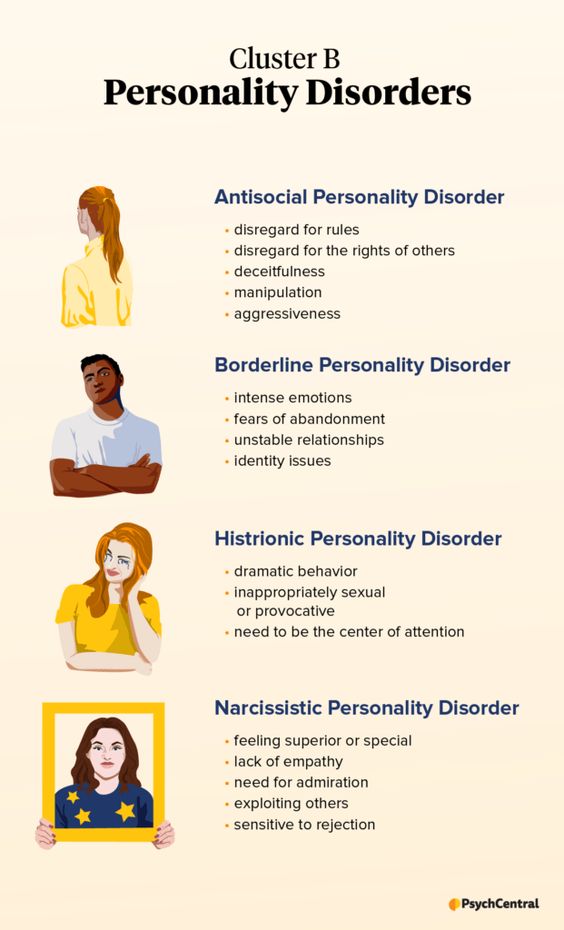 Cluster B
Personality Disorders
Antisocial Personality Disorder
• disregard for rules
• disregard for the rights of others
• deceitfulness
• manipulation
• aggressiveness
Borderline Personality Disorder
• intense emotions
• fears of abandonment
• unstable relationships
• identity issues
Histrionic Personality Disorder
• dramatic behavior
• inappropriately sexual
or provocative
• need to be the center of attention
Narcissistic Personality Disorder
• feeling superior or special
• lack of empathy
• need for admiration
• exploiting others
• sensitive to rejection
PsychCentral